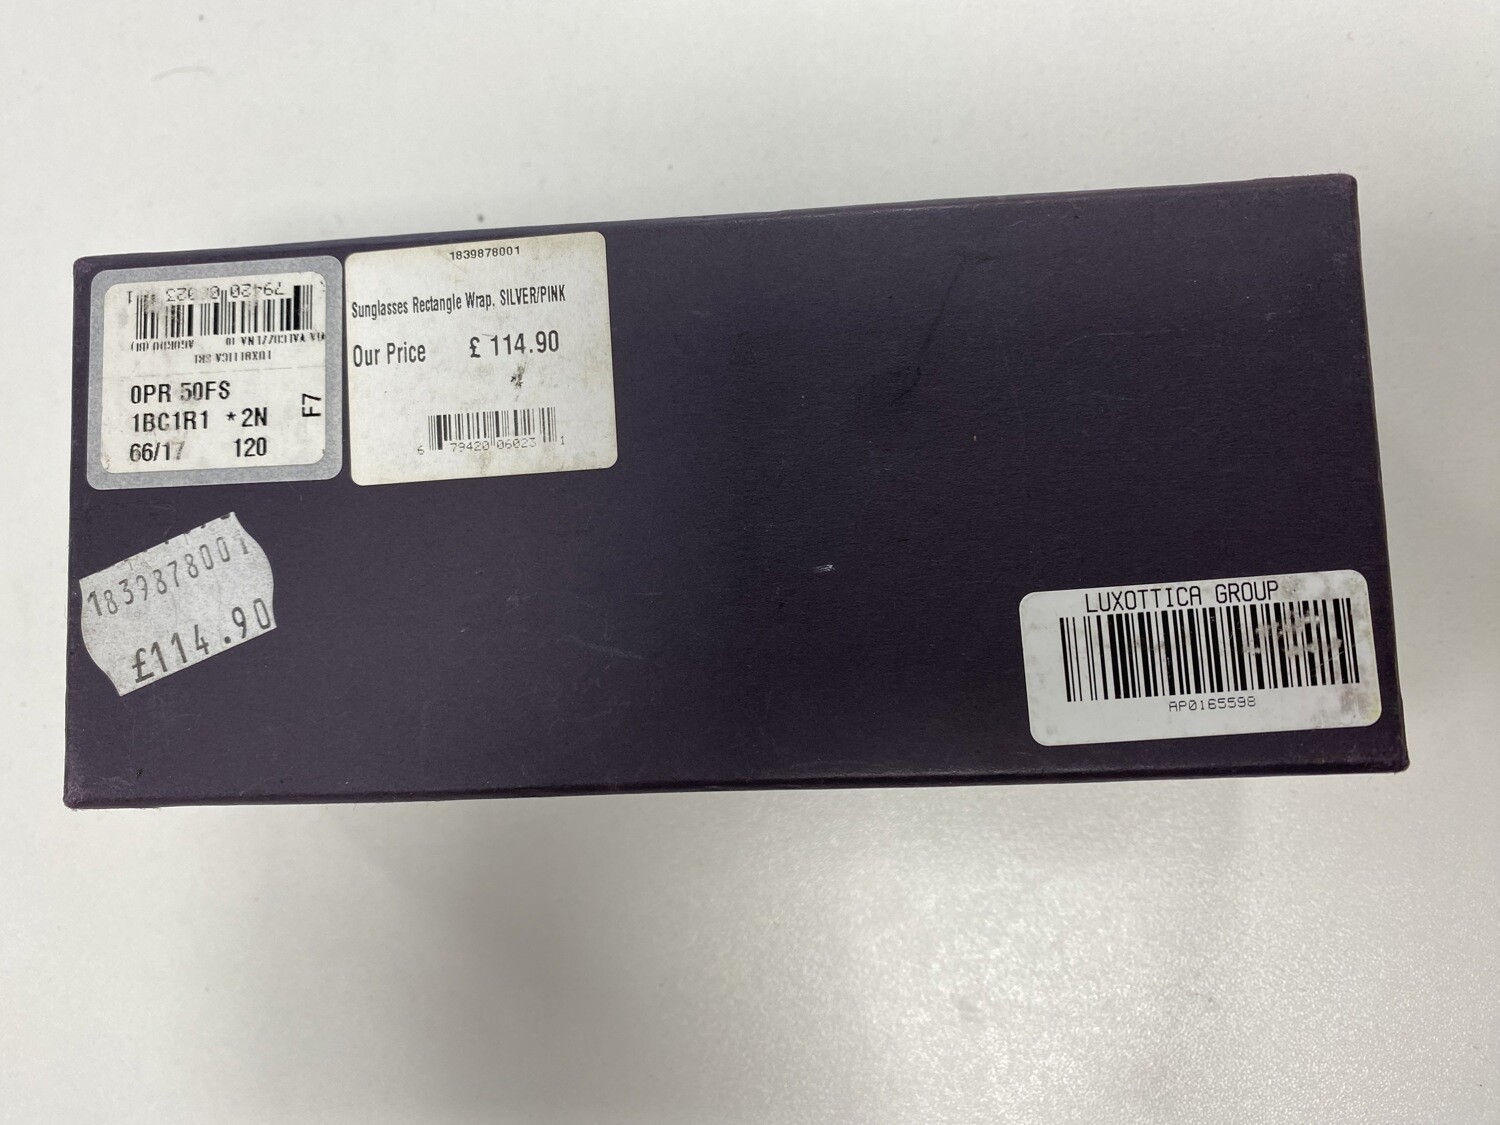 79420 06023 1
LUXOTTICA SRL
0PR 50FS
1BC1R1 *2N
66/17 120
F7
1839878001
Sunglasses Rectangle Wrap, SILVER/PINK
Our Price £ 114.90
6 79420 06023 1
1839878001
£114.90
LUXOTTICA GROUP
AP0165598